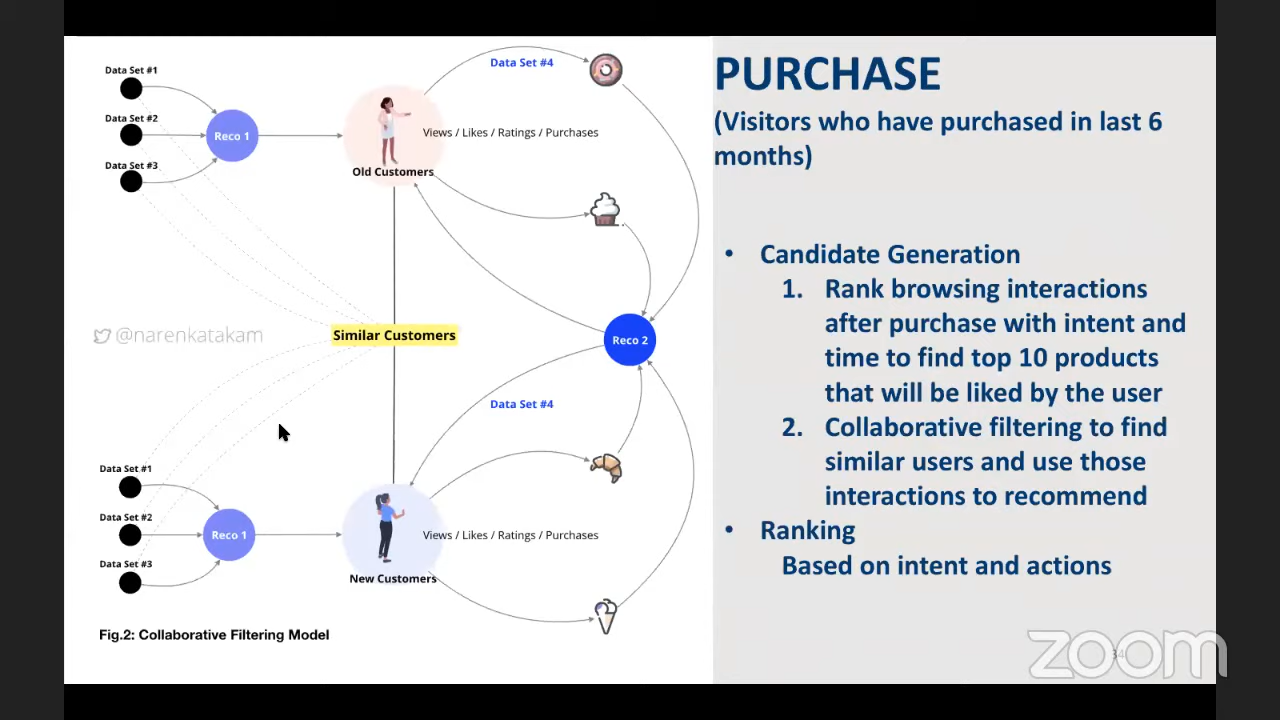 Data Set #1
Data Set #2
Data Set #3
Reco 1
Data Set #4
Views / Likes / Ratings / Purchases
Old Customers
@narenkatakam
Similar Customers
Reco 2
Data Set #4
Data Set #1
Data Set #2
Data Set #3
Reco 1
Views / Likes / Ratings / Purchases
New Customers
Fig.2: Collaborative Filtering Model
PURCHASE
(Visitors who have purchased in last 6
months)
• Candidate Generation
1. Rank browsing interactions
after purchase with intent and
time to find top 10 products
that will be liked by the user
2. Collaborative filtering to find
similar users and use those
interactions to recommend
• Ranking
Based on intent and actions
34
zoom